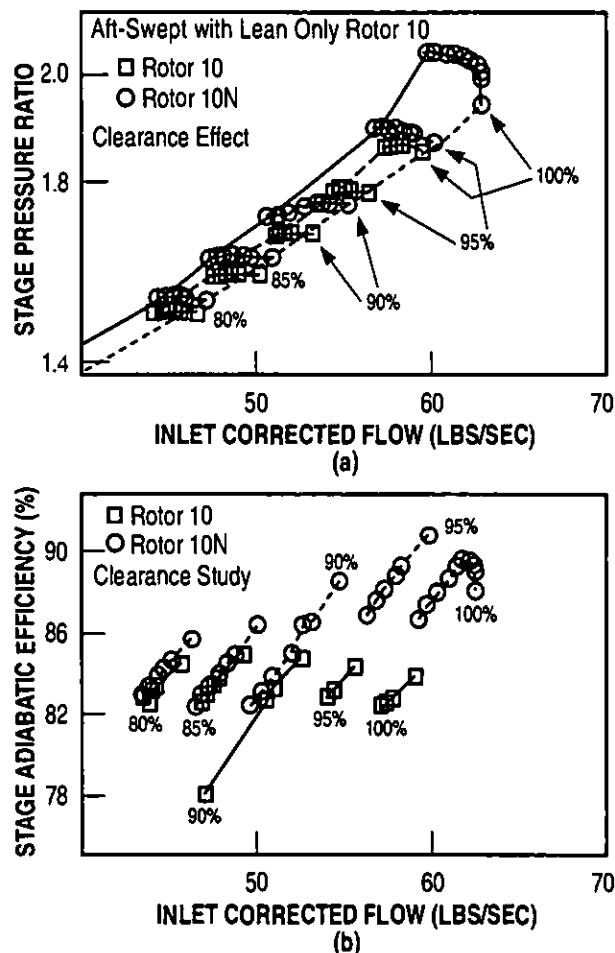 Aft-Swept with Lean Only Rotor 10
Rotor 10
Rotor 10N
Clearance Effect
STAGE PRESSURE RATIO
2.0
1.8
1.4
100%
95%
90%
85%
80%
50
60
70
INLET CORRECTED FLOW (LBS/SEC)
(a)
Rotor 10
Rotor 10N
Clearance Study
STAGE ADIABATIC EFFICIENCY (%)
90
86
82
78
95%
90%
100%
80%
85%
95%
100%
90%
50
60
70
INLET CORRECTED FLOW (LBS/SEC)
(b)